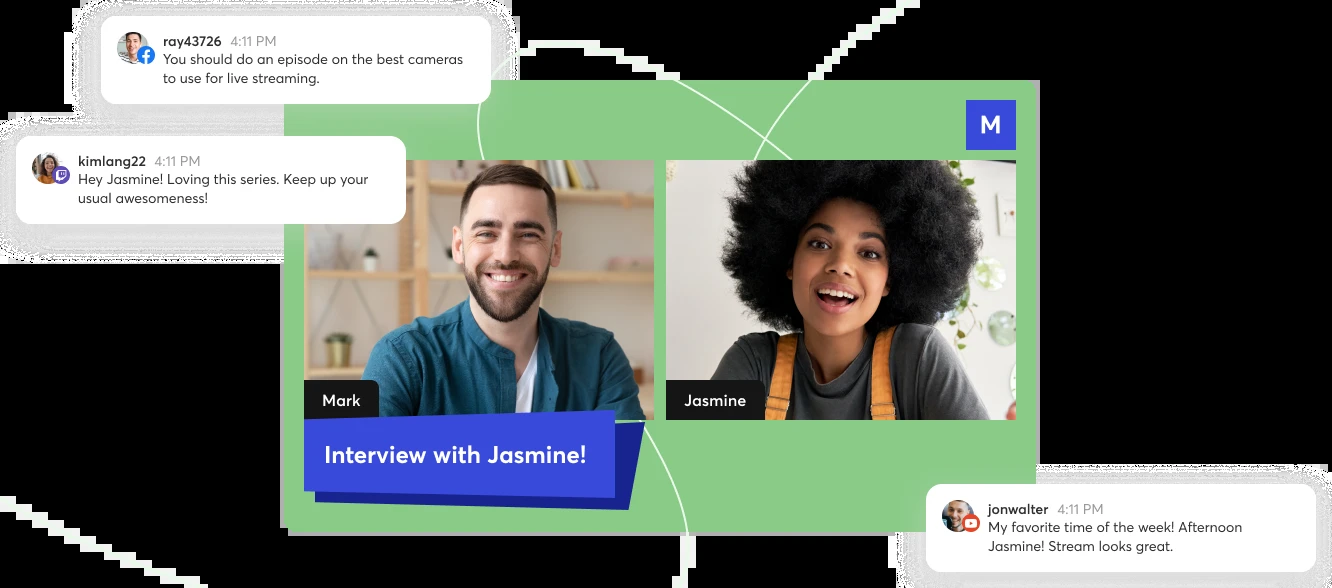 ray43726 4:11 PM
You should do an episode on the best cameras
to use for live streaming.
M
kimlang22 4:11 PM
Hey Jasmine! Loving this series. Keep up your
usual awesomeness!
Mark
Jasmine
Interview with Jasmine!
jonwalter 4:11 PM
My favorite time of the week! Afternoon
Jasmine! Stream looks great.